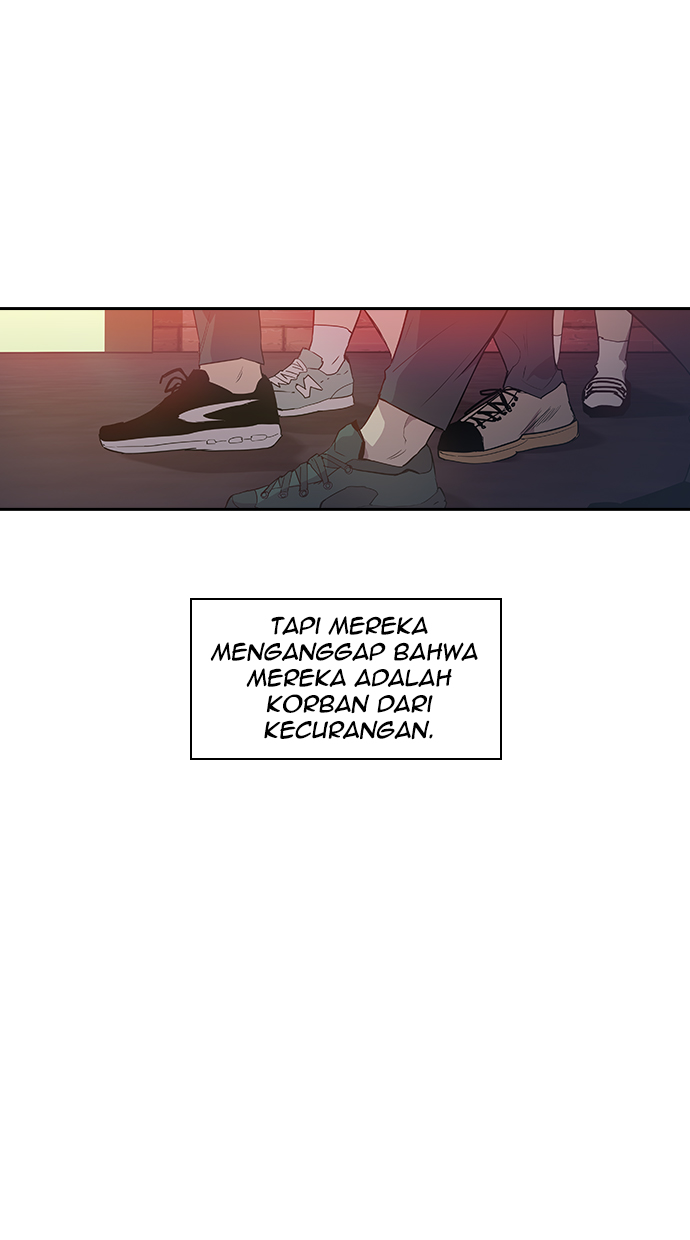 TAPI MEREKA
MENGANGGAP BAHWA
MEREKA ADALAH
KORBAN DARI
KECURANGAN.